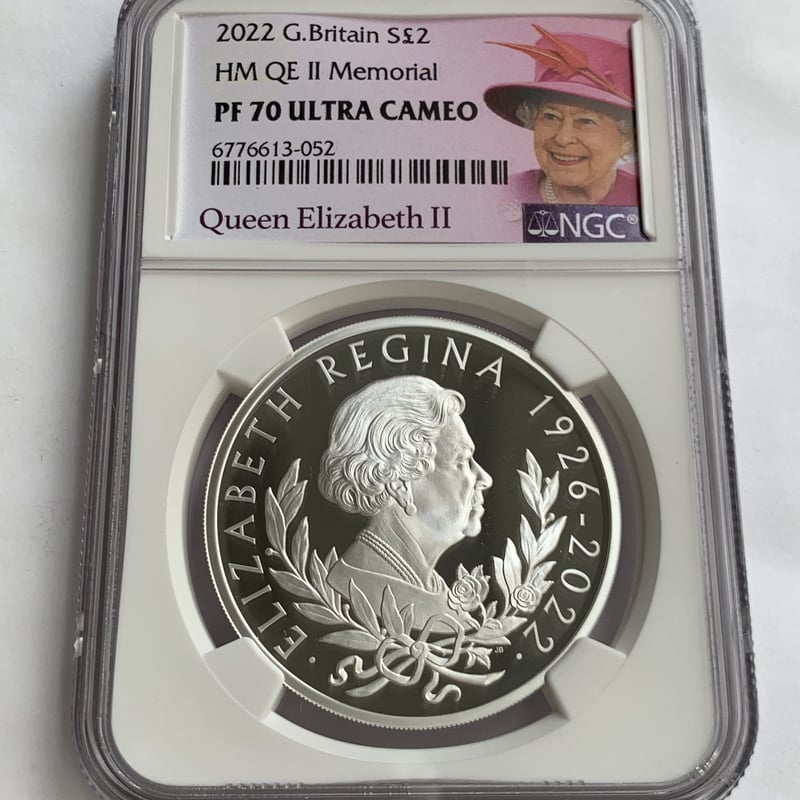 2022 G.Britain S£2
HM QE II Memorial
PF 70 ULTRA CAMEO
6776613-052
Queen Elizabeth II
NGC®
· ELIZABETH REGINA 1926-2022 ·
JB